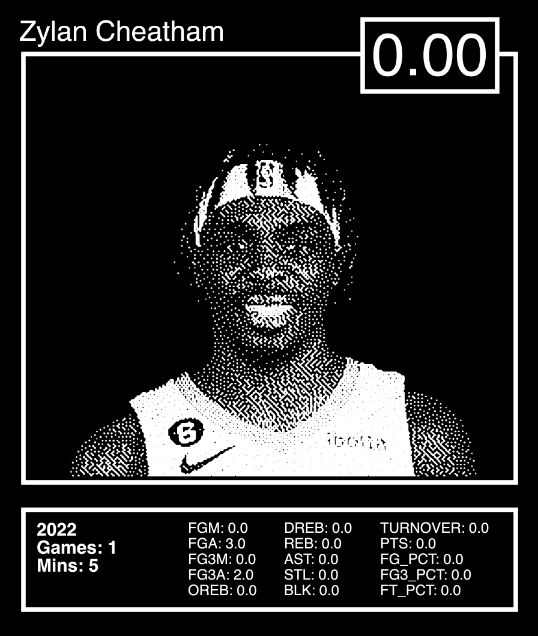 Zylan Cheatham
0.00
6
ibotta
2022
Games: 1
Mins: 5
FGM: 0.0
FGA: 3.0
FG3M: 0.0
FG3A: 2.0
OREB: 0.0
DREB: 0.0
REB: 0.0
AST: 0.0
STL: 0.0
BLK: 0.0
TURNOVER: 0.0
PTS: 0.0
FG_PCT: 0.0
FG3_PCT: 0.0
FT_PCT: 0.0